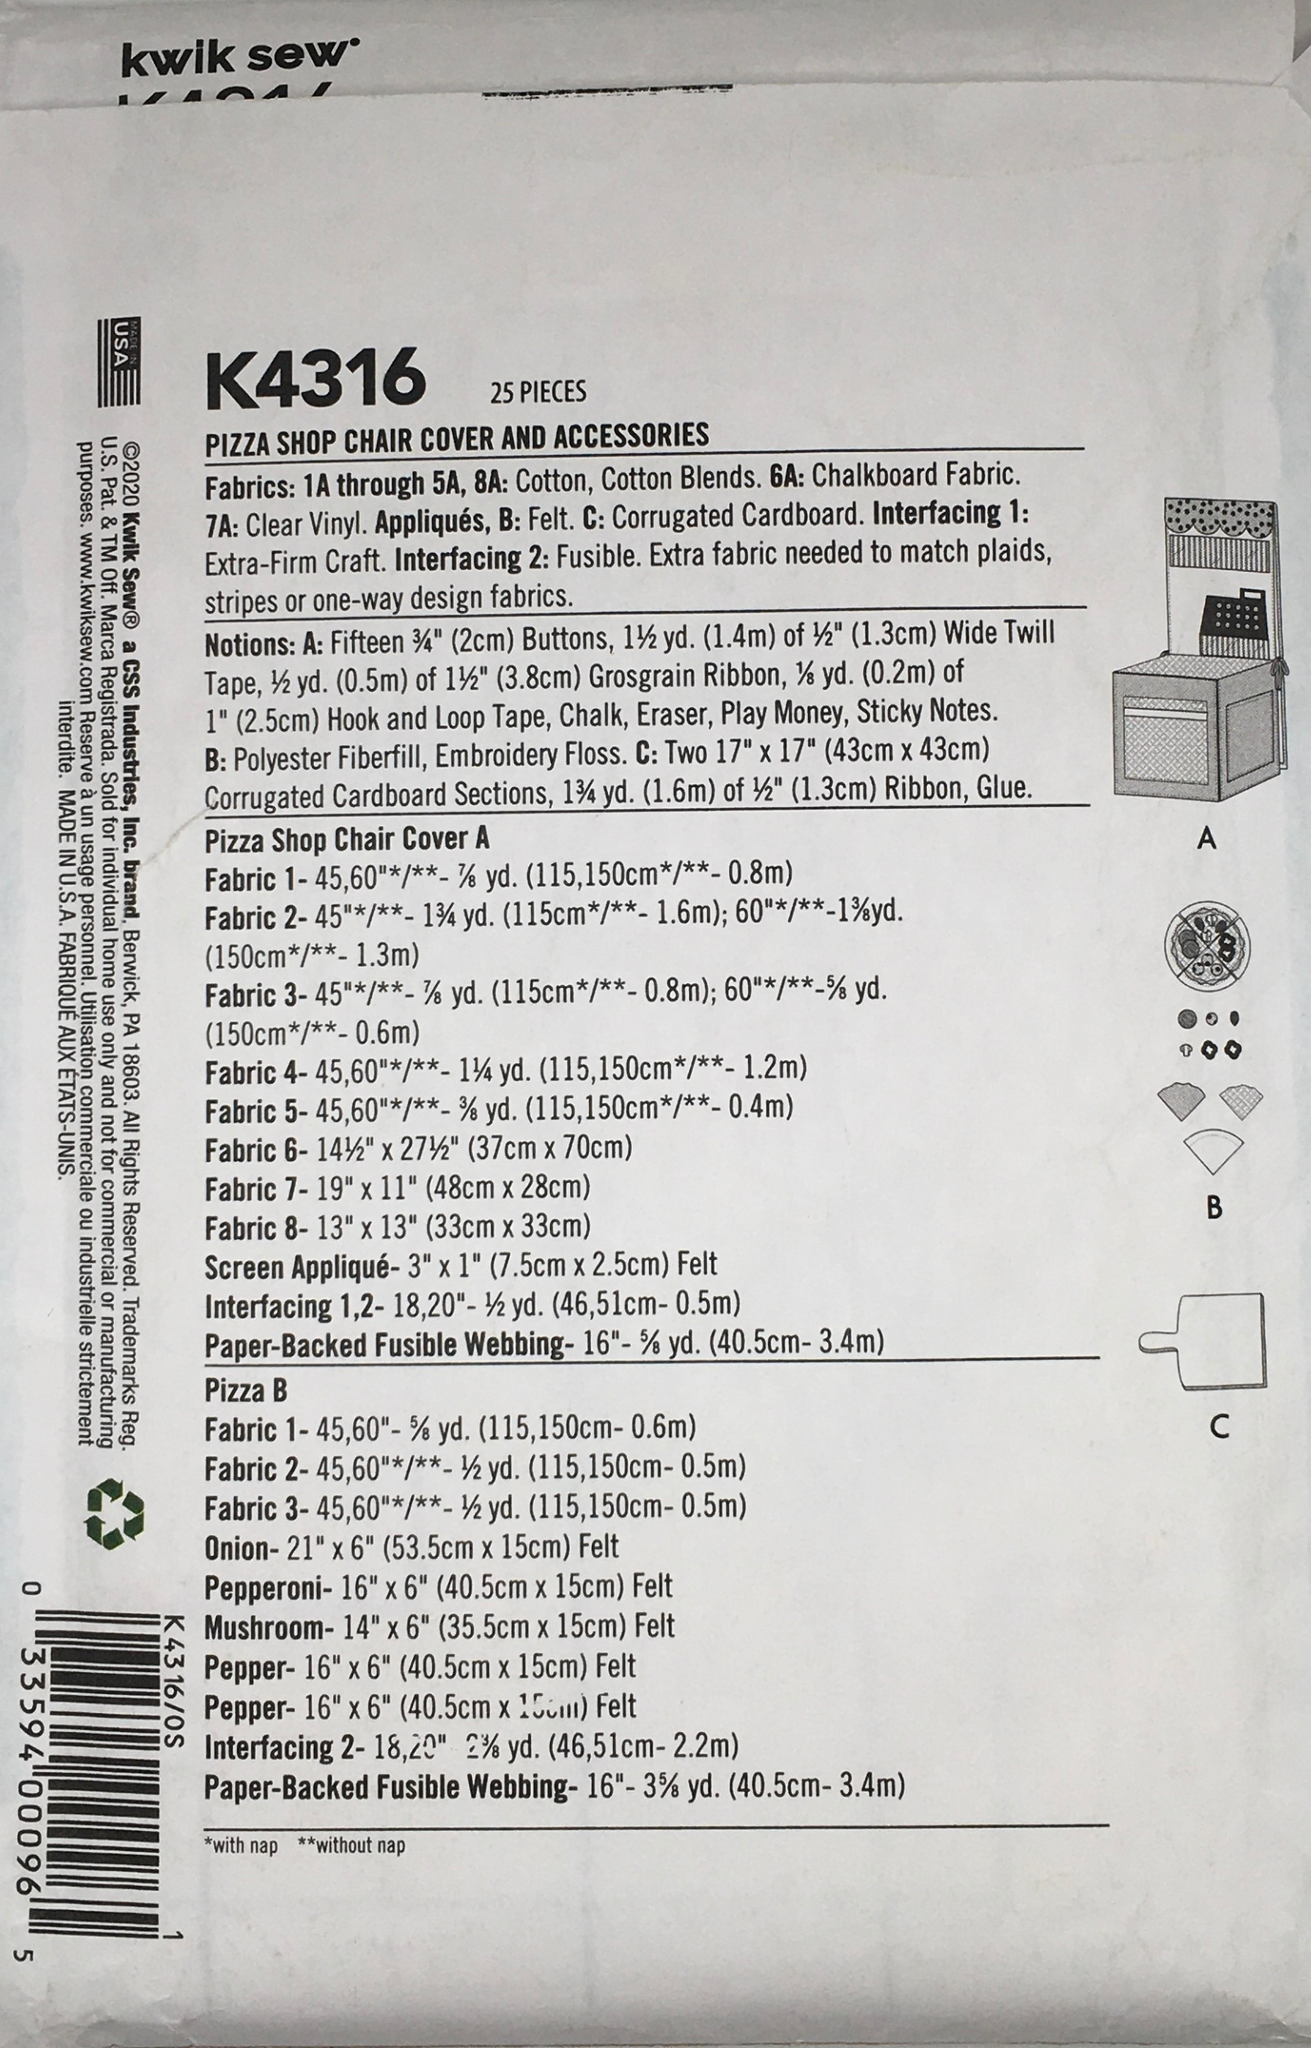 kwik sew®
K4316 25 PIECES
PIZZA SHOP CHAIR COVER AND ACCESSORIES
Fabrics: 1A through 5A, 8A: Cotton, Cotton Blends. 6A: Chalkboard Fabric.
7A: Clear Vinyl. Appliqués, B: Felt. C: Corrugated Cardboard. Interfacing 1:
Extra-Firm Craft. Interfacing 2: Fusible. Extra fabric needed to match plaids,
stripes or one-way design fabrics.
Notions: A: Fifteen ¾" (2cm) Buttons, 1½ yd. (1.4m) of ½" (1.3cm) Wide Twill
Tape, ½ yd. (0.5m) of 1½" (3.8cm) Grosgrain Ribbon, ⅛ yd. (0.2m) of
1" (2.5cm) Hook and Loop Tape, Chalk, Eraser, Play Money, Sticky Notes.
B: Polyester Fiberfill, Embroidery Floss. C: Two 17" x 17" (43cm x 43cm)
Corrugated Cardboard Sections, 1¾ yd. (1.6m) of ½" (1.3cm) Ribbon, Glue.
Pizza Shop Chair Cover A
Fabric 1- 45,60"*/**- ⅞ yd. (115,150cm*/**- 0.8m)
Fabric 2- 45"*/**- 1¾ yd. (115cm*/**- 1.6m); 60"*/**-1⅜yd.
(150cm*/**- 1.3m)
Fabric 3- 45"*/**- ⅞ yd. (115cm*/**- 0.8m); 60"*/**-⅝ yd.
(150cm*/**- 0.6m)
Fabric 4- 45,60"*/**- 1¼ yd. (115,150cm*/**- 1.2m)
Fabric 5- 45,60"*/**- ⅜ yd. (115,150cm*/**- 0.4m)
Fabric 6- 14½" x 27½" (37cm x 70cm)
Fabric 7- 19" x 11" (48cm x 28cm)
Fabric 8- 13" x 13" (33cm x 33cm)
Screen Appliqué- 3" x 1" (7.5cm x 2.5cm) Felt
Interfacing 1,2- 18,20"- ½ yd. (46,51cm- 0.5m)
Paper-Backed Fusible Webbing- 16"- ⅝ yd. (40.5cm- 3.4m)
Pizza B
Fabric 1- 45,60"- ⅝ yd. (115,150cm- 0.6m)
Fabric 2- 45,60"*/**- ½ yd. (115,150cm- 0.5m)
Fabric 3- 45,60"*/**- ½ yd. (115,150cm- 0.5m)
Onion- 21" x 6" (53.5cm x 15cm) Felt
Pepperoni- 16" x 6" (40.5cm x 15cm) Felt
Mushroom- 14" x 6" (35.5cm x 15cm) Felt
Pepper- 16" x 6" (40.5cm x 15cm) Felt
Pepper- 16" x 6" (40.5cm x 15cm) Felt
Interfacing 2- 18,20" 2⅜ yd. (46,51cm- 2.2m)
Paper-Backed Fusible Webbing- 16"- 3⅝ yd. (40.5cm- 3.4m)
*with nap **without nap
A
B
C
MADE IN
USA
©2020 Kwik Sew® a CSS Industries, Inc. brand, Berwick, PA 18603. All Rights Reserved. Trademarks Reg.
U.S. Pat. & TM Off. Marca Registrada. Sold for individual home use only and not for commercial or manufacturing
purposes. www.kwiksew.com Reservé à un usage personnel. Utilisation commerciale ou industrielle strictement
interdite. MADE IN U.S.A. FABRIQUÉ AUX ÉTATS-UNIS.
K4316/OS 1
0 33594 00096 5